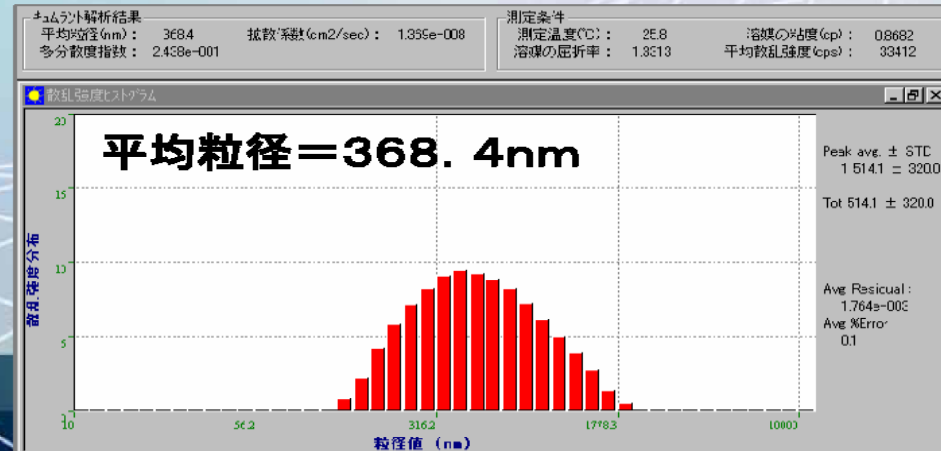 キュムラント解析結果
平均粒径(nm) : 368.4 拡散係数(cm2/sec) : 1.369e-008
多分散度指数 : 2.438e-001
測定条件
測定温度(℃) : 25.8 溶媒の粘度(cp) : 0.8682
溶媒の屈折率 : 1.3313 平均散乱強度(cps) : 33412
散乱強度ヒストグラム
平均粒径=368. 4nm
20
15
10
5
0
散乱強度分布
10 56.2 316.2 1778.3 10000
粒径値 (nm)
Peak avg. ± STD
1 514.1 ± 320.0
Tot 514.1 ± 320.0
Avg Residual :
1.764e-003
Avg %Error
0.1